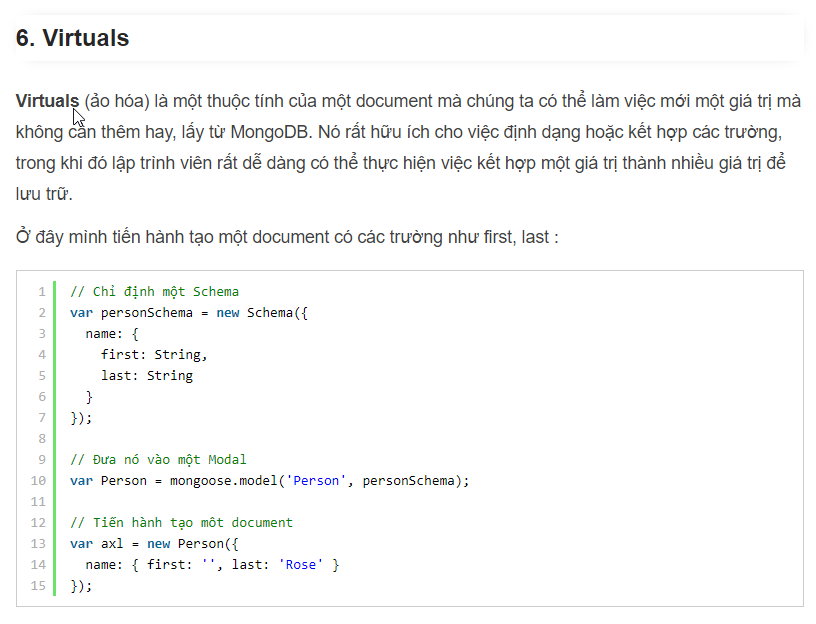 6. Virtuals
Virtuals (ảo hóa) là một thuộc tính của một document mà chúng ta có thể làm việc mới một giá trị mà
không cần thêm hay, lấy từ MongoDB. Nó rất hữu ích cho việc định dạng hoặc kết hợp các trường,
trong khi đó lập trình viên rất dễ dàng có thể thực hiện việc kết hợp một giá trị thành nhiều giá trị để
lưu trữ.
Ở đây mình tiến hành tạo một document có các trường như first, last :
1 // Chỉ định một Schema
2 var personSchema = new Schema({
3   name: {
4     first: String,
5     last: String
6   }
7 });
8
9 // Đưa nó vào một Modal
10 var Person = mongoose.model('Person', personSchema);
11
12 // Tiến hành tạo môt document
13 var axl = new Person({
14   name: { first: '', last: 'Rose' }
15 });